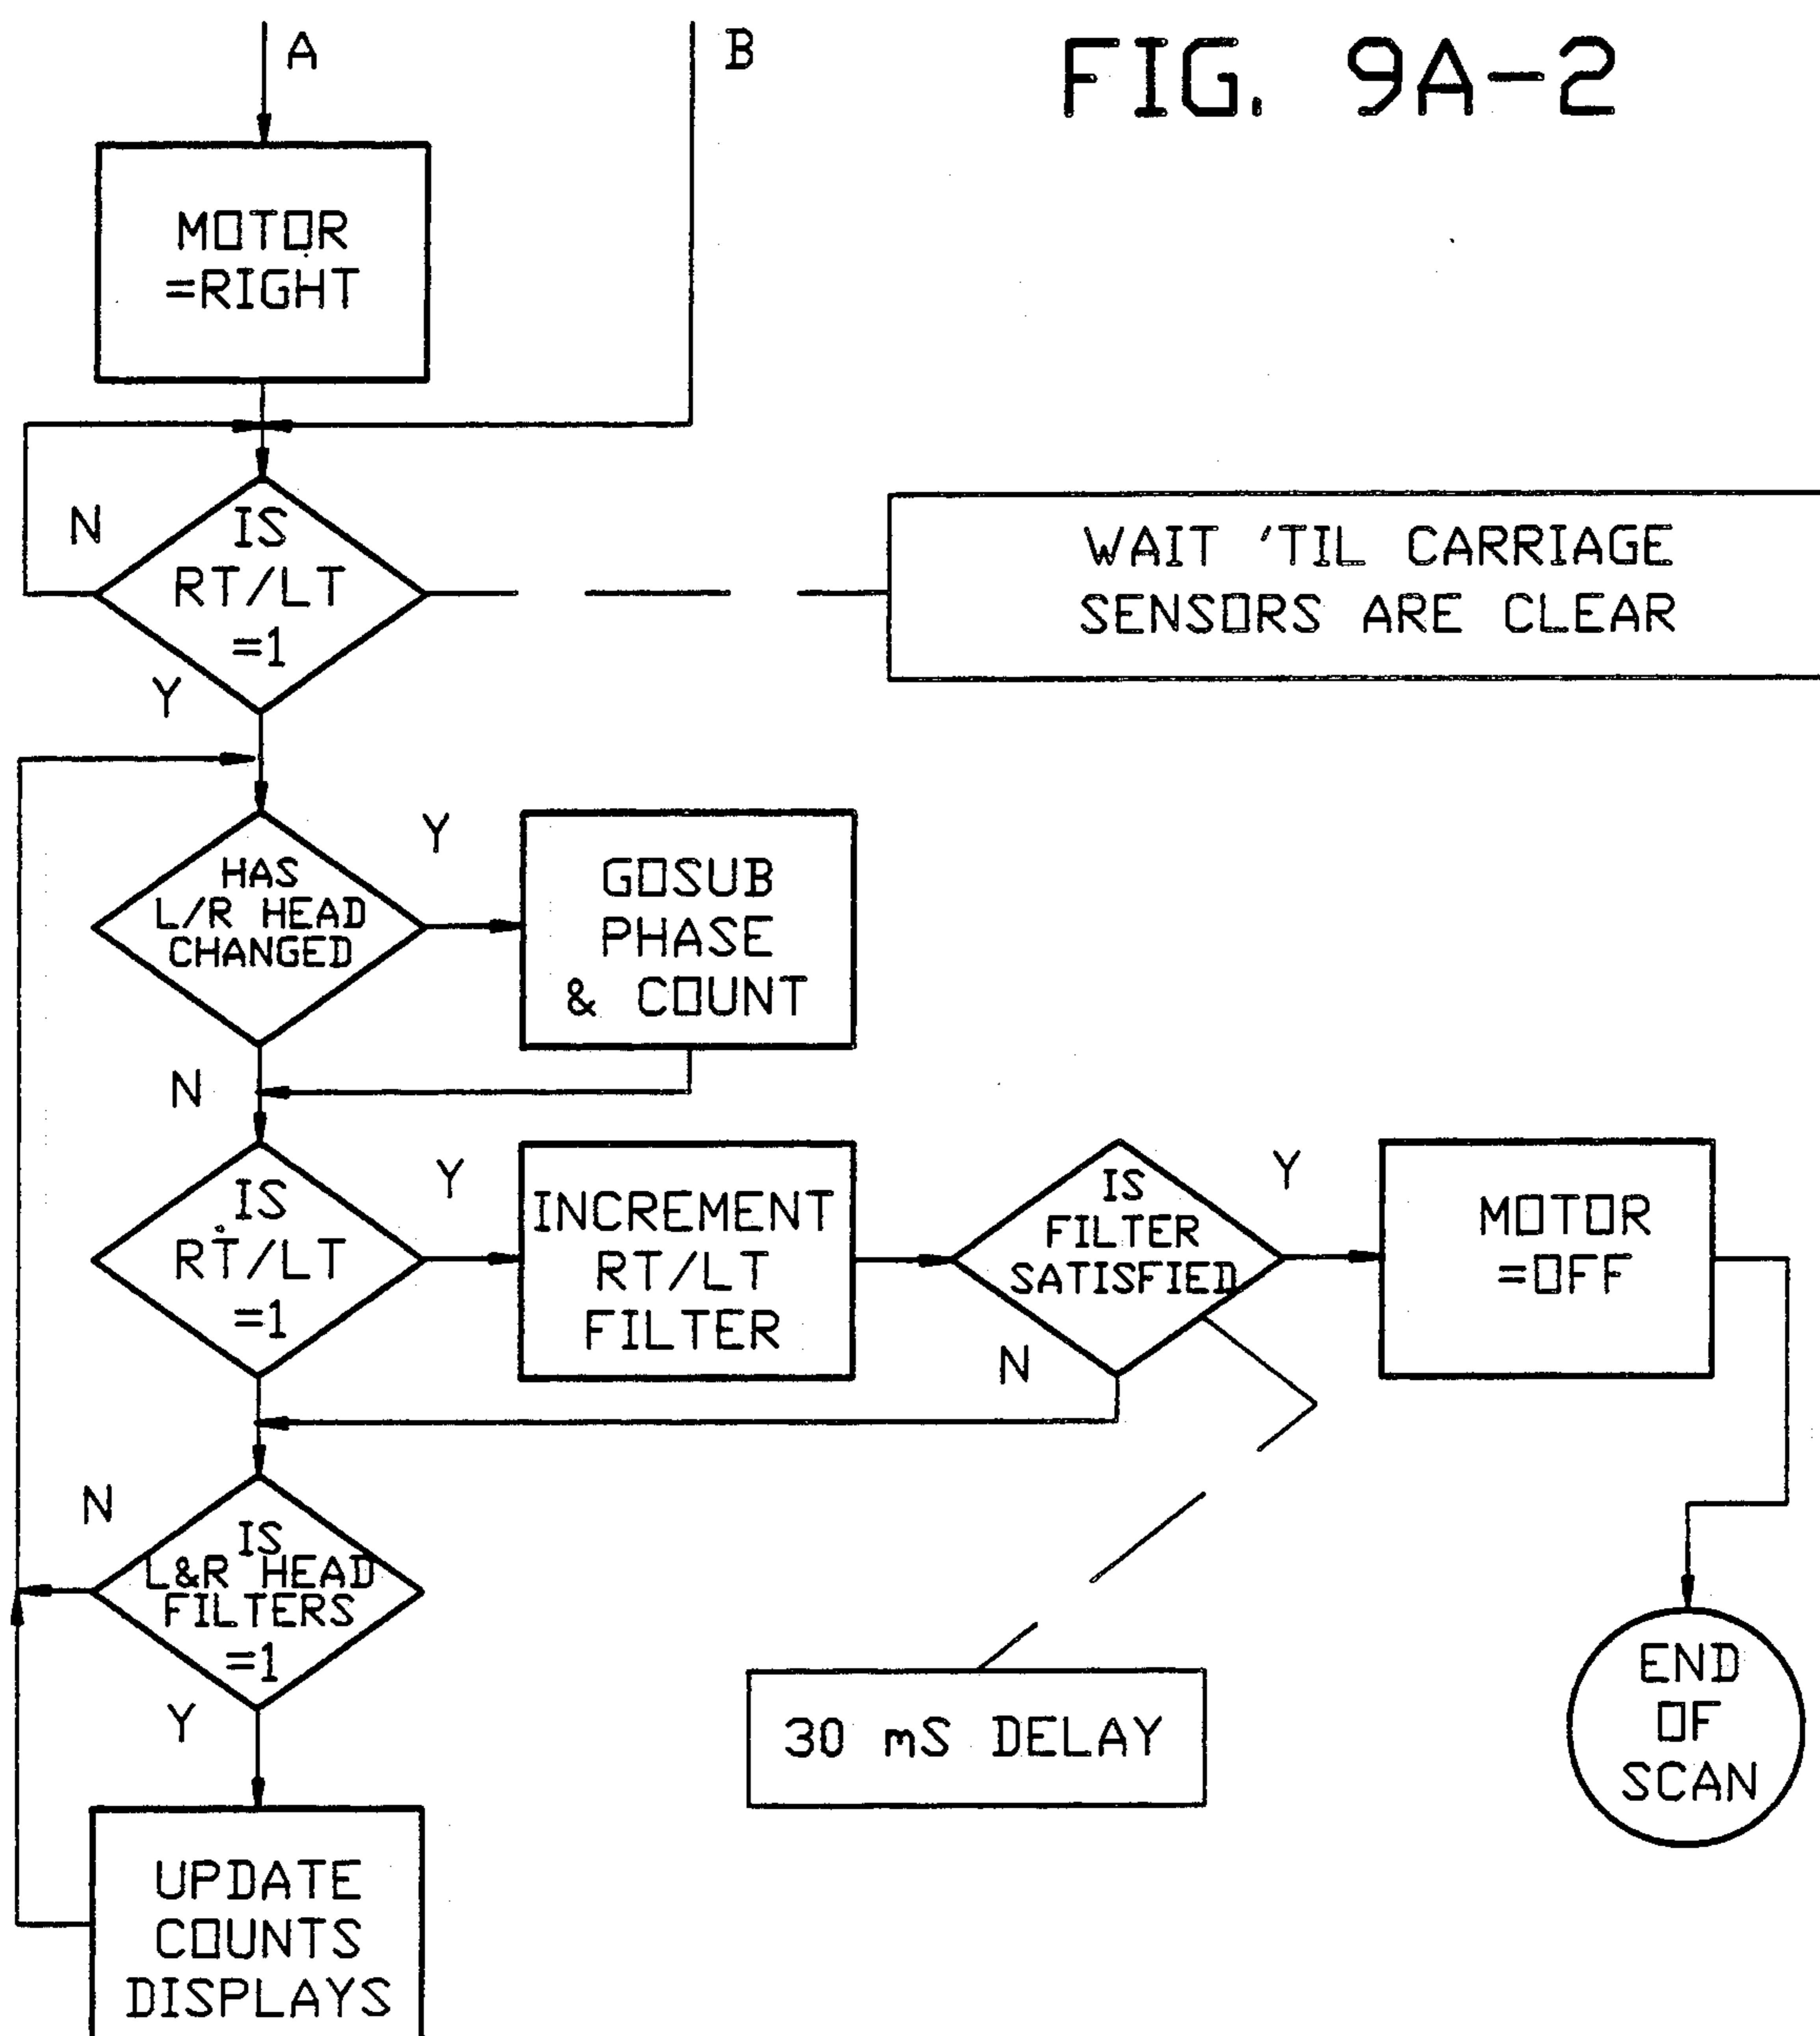 A
B
FIG. 9A-2
MOTOR
=RIGHT
N
IS
RT/LT
=1
Y
WAIT 'TIL CARRIAGE
SENSORS ARE CLEAR
HAS
L/R HEAD
CHANGED
Y
N
GOSUB
PHASE
& COUNT
IS
RT/LT
=1
Y
INCREMENT
RT/LT
FILTER
IS
FILTER
SATISFIED
Y
N
MOTOR
=OFF
N
IS
L&R HEAD
FILTERS
=1
Y
30 mS DELAY
END
OF
SCAN
UPDATE
COUNTS
DISPLAYS